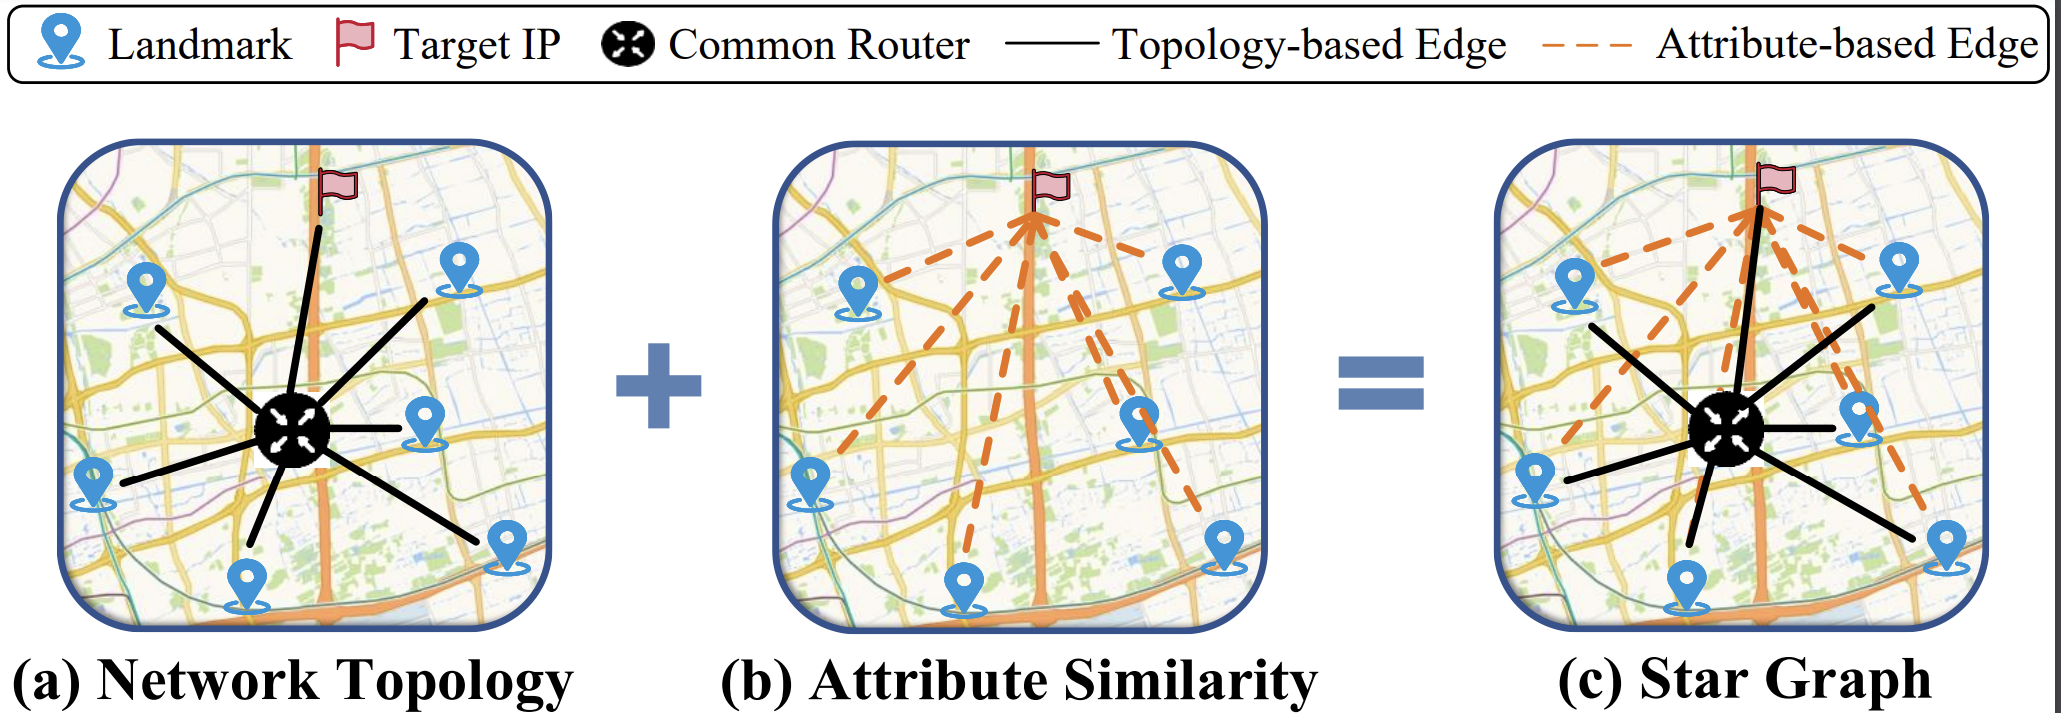 Landmark Target IP Common Router Topology-based Edge Attribute-based Edge
(a) Network Topology (b) Attribute Similarity (c) Star Graph